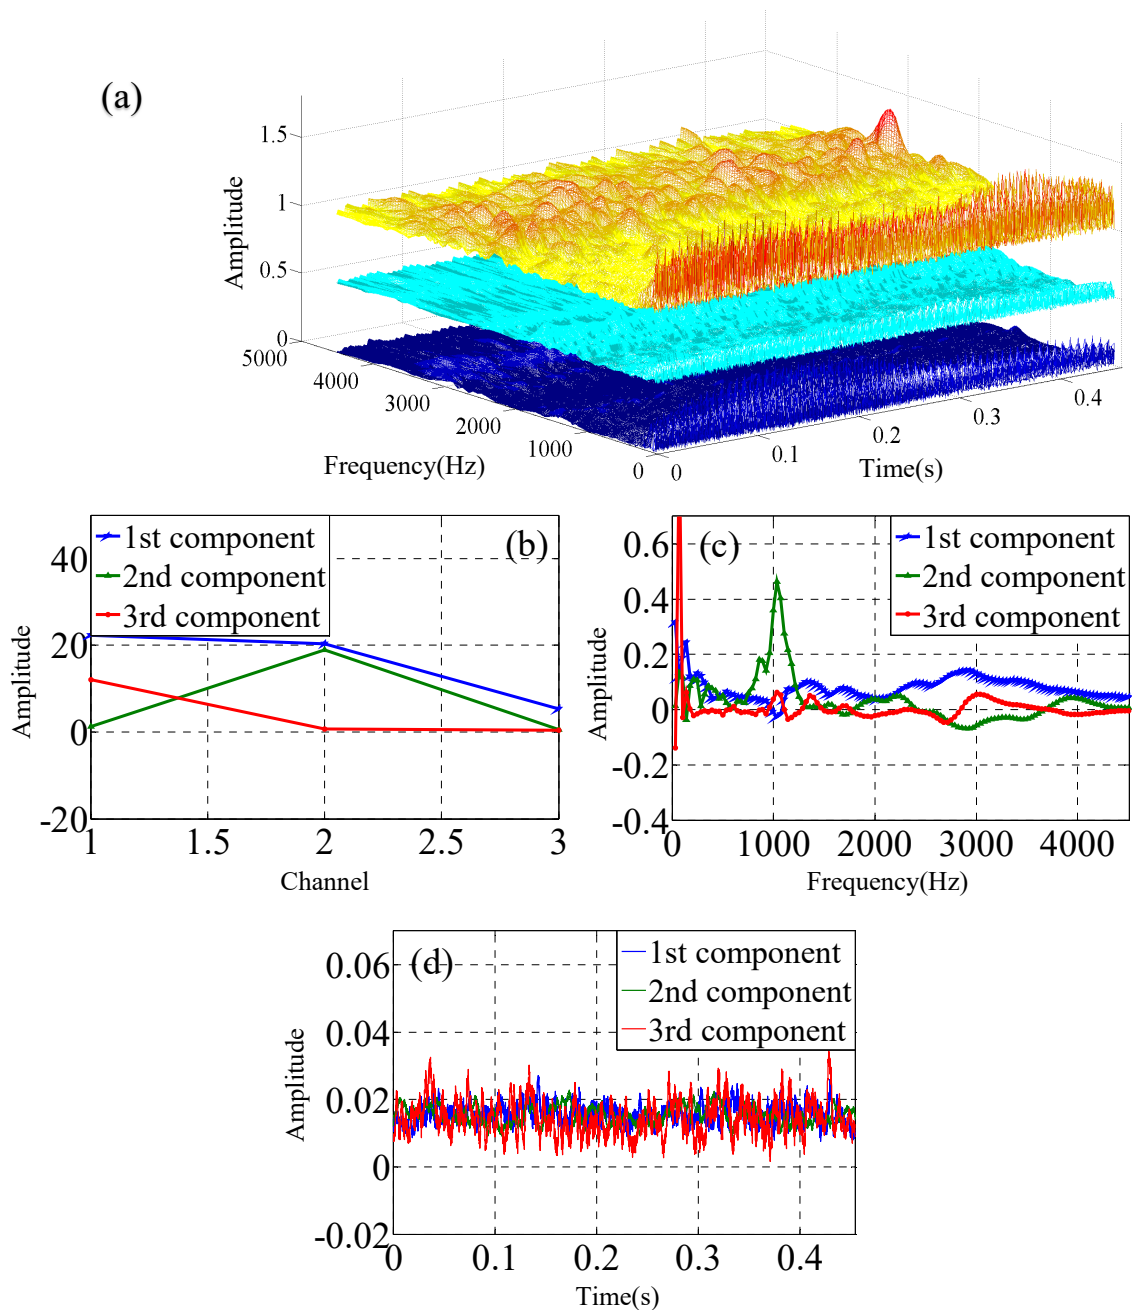 (a)
1.5
1
0.5
0
Amplitude
5000
4000
3000
2000
1000
0
Frequency(Hz)
0
0.1
0.2
0.3
0.4
Time(s)
(b)
1st component
2nd component
3rd component
40
20
0
-20
Amplitude
1
1.5
2
2.5
3
Channel
(c)
1st component
2nd component
3rd component
0.6
0.4
0.2
0
-0.2
-0.4
Amplitude
0
1000
2000
3000
4000
Frequency(Hz)
(d)
1st component
2nd component
3rd component
0.06
0.04
0.02
0
-0.02
Amplitude
0
0.1
0.2
0.3
0.4
Time(s)